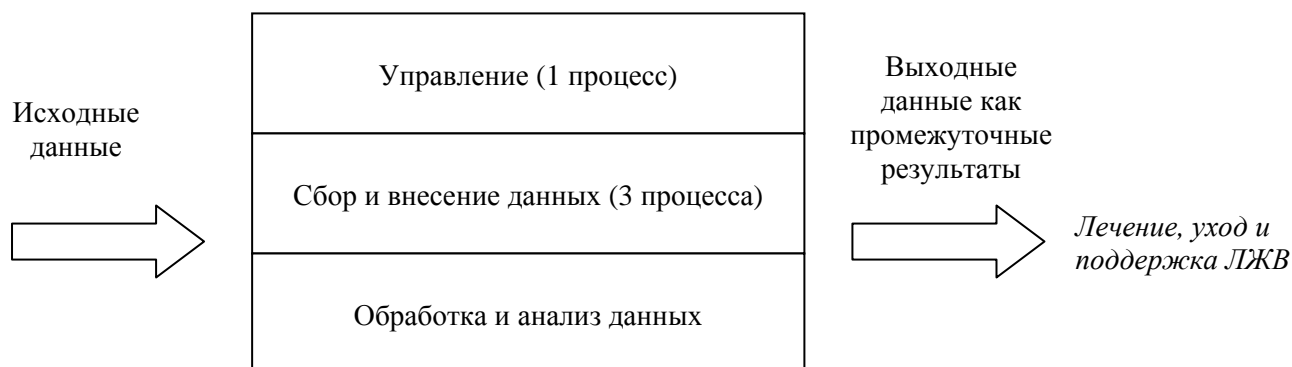 Исходные
данные
Управление (1 процесс)
Сбор и внесение данных (3 процесса)
Обработка и анализ данных
Выходные
данные как
промежуточные
результаты
Лечение, уход и
поддержка ЛЖВ